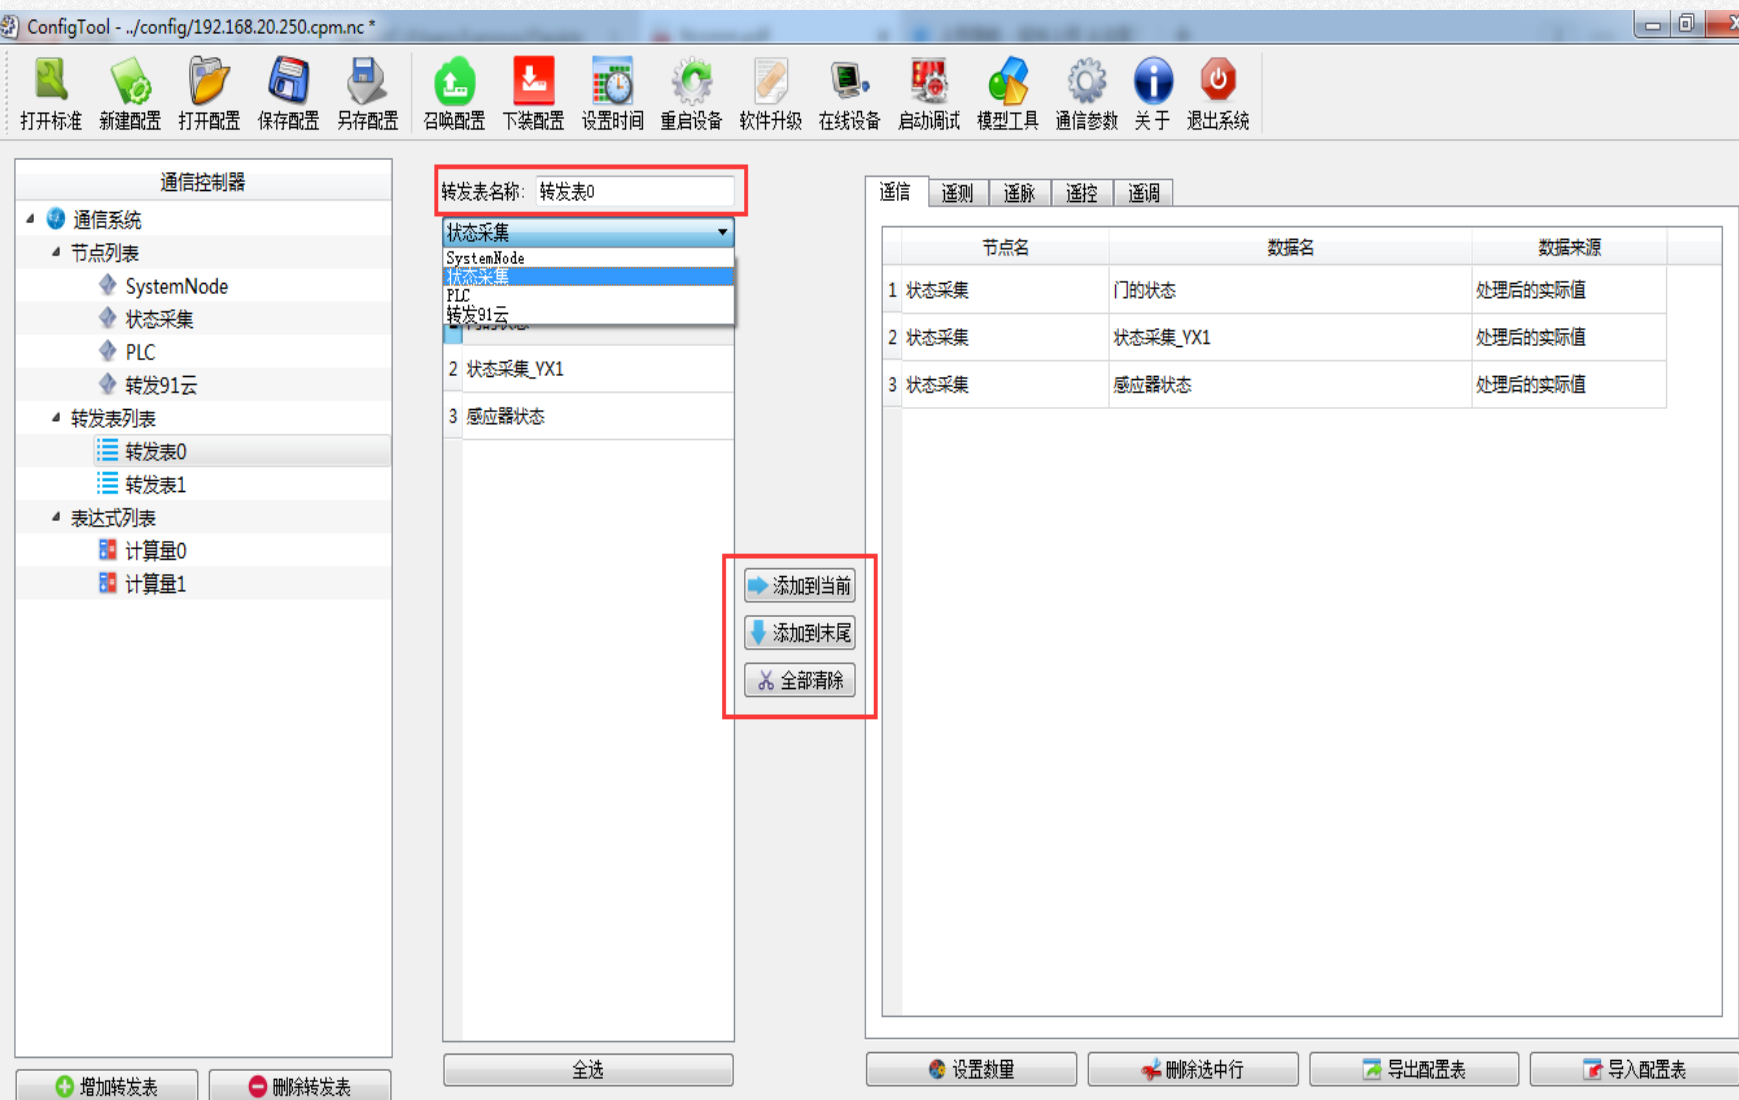 ConfigTool - ../config/192.168.20.250.cpm.nc *
打开标准 新建配置 打开配置 保存配置 另存配置 召唤配置 下装配置 设置时间 重启设备 软件升级 在线设备 启动调试 模型工具 通信参数 关于 退出系统
通信控制器
通信系统
节点列表
SystemNode
状态采集
PLC
转发91云
转发表列表
转发表0
转发表1
表达式列表
计算量0
计算量1
增加转发表 删除转发表
转发表名称: 转发表0
状态采集
SystemNode
状态采集
PLC
转发91云
2 状态采集_YX1
3 感应器状态
全选
添加到当前
添加到末尾
全部清除
遥信 遥测 遥脉 遥控 遥调
节点名 数据名 数据来源
1 状态采集 门的状态 处理后的实际值
2 状态采集 状态采集_YX1 处理后的实际值
3 状态采集 感应器状态 处理后的实际值
设置数量 删除选中行 导出配置表 导入配置表